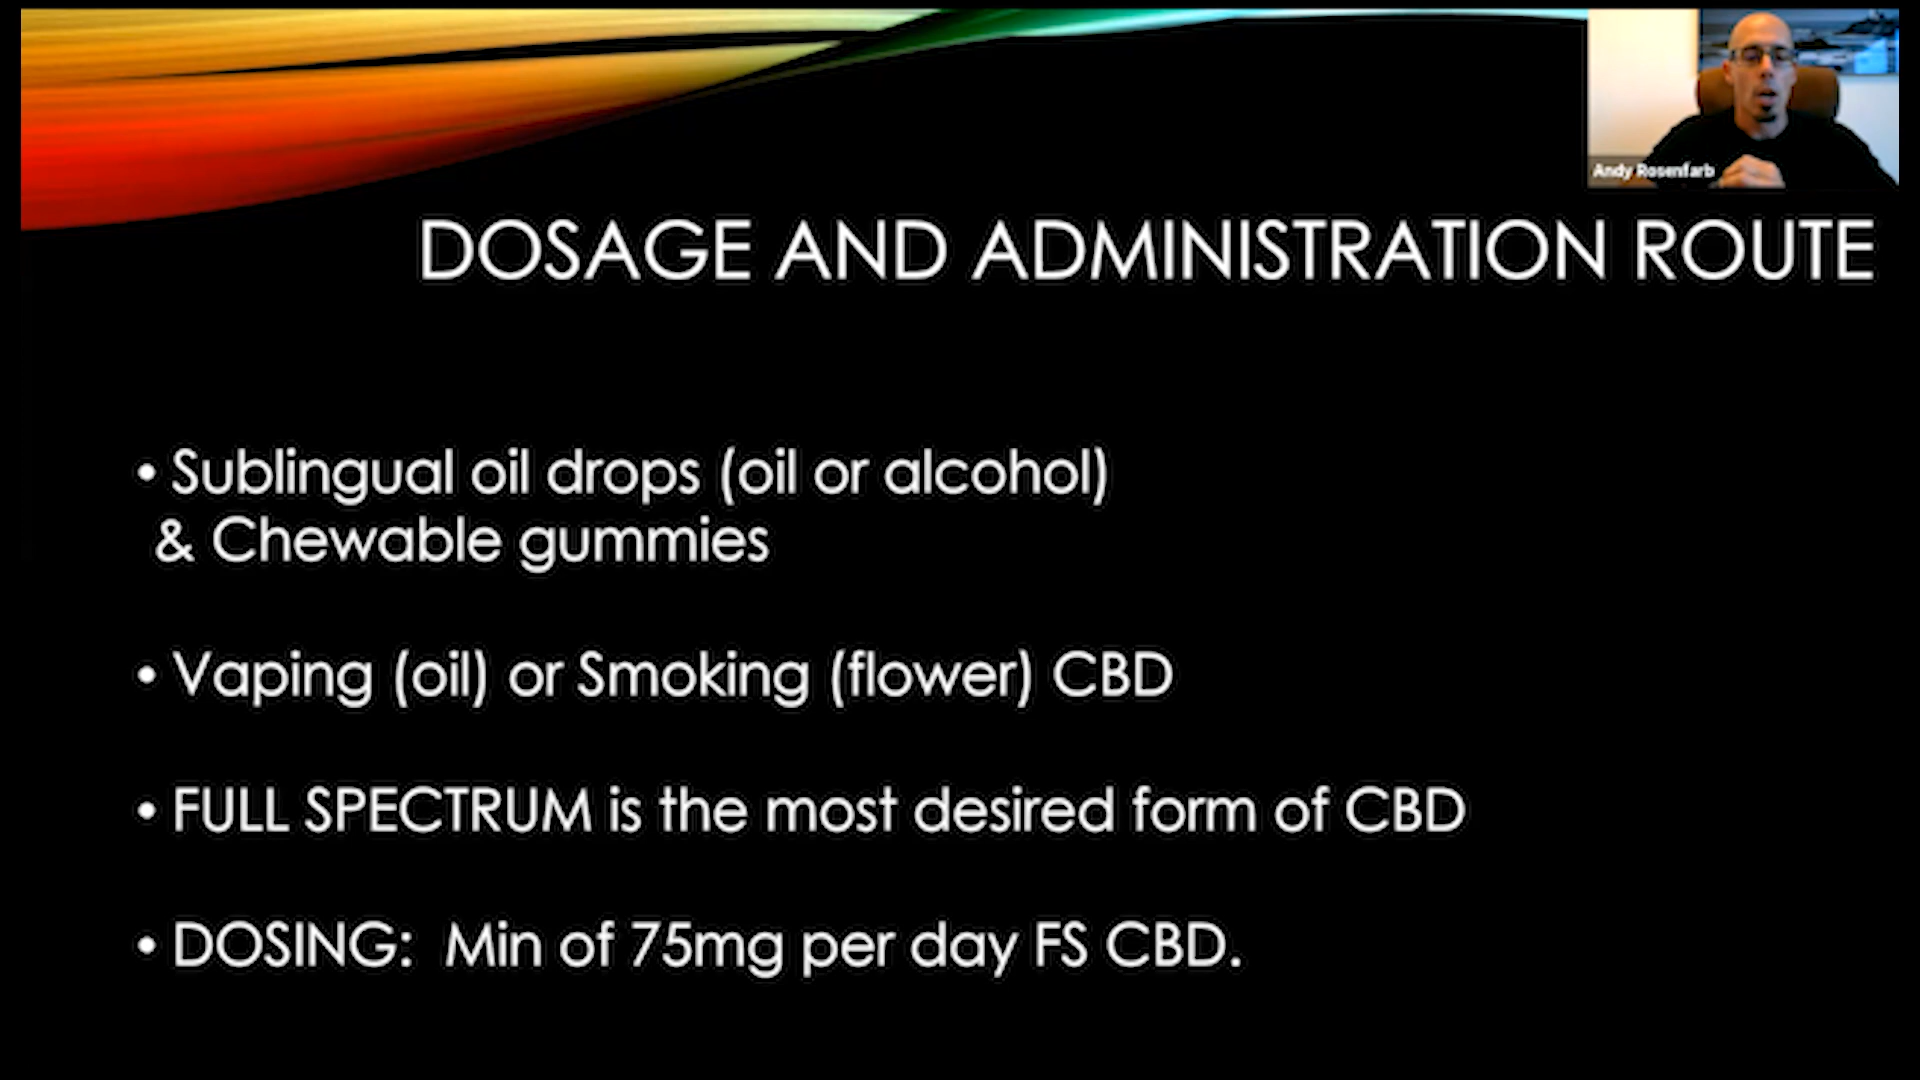 Andy Rosenfarb
DOSAGE AND ADMINISTRATION ROUTE
• Sublingual oil drops (oil or alcohol)
& Chewable gummies
• Vaping (oil) or Smoking (flower) CBD
• FULL SPECTRUM is the most desired form of CBD
• DOSING: Min of 75mg per day FS CBD.